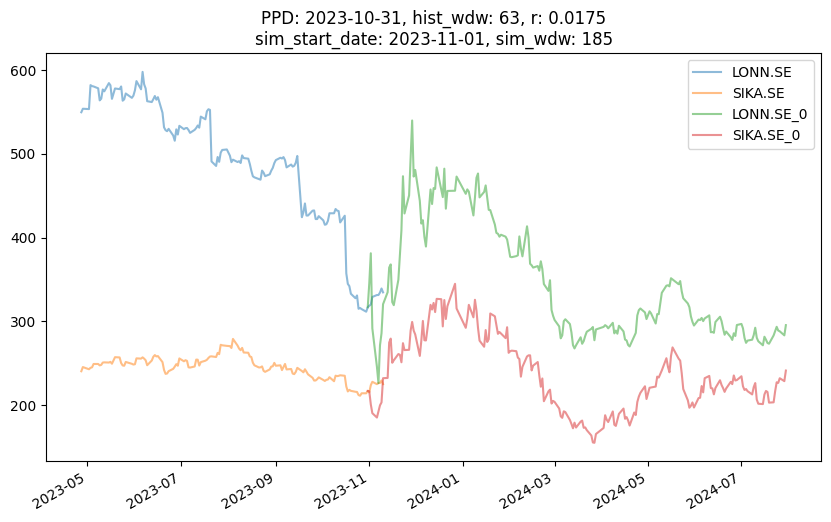 PPD: 2023-10-31, hist_wdw: 63, r: 0.0175
sim_start_date: 2023-11-01, sim_wdw: 185
LONN.SE
SIKA.SE
LONN.SE_0
SIKA.SE_0
600
500
400
300
200
2023-05
2023-07
2023-09
2023-11
2024-01
2024-03
2024-05
2024-07